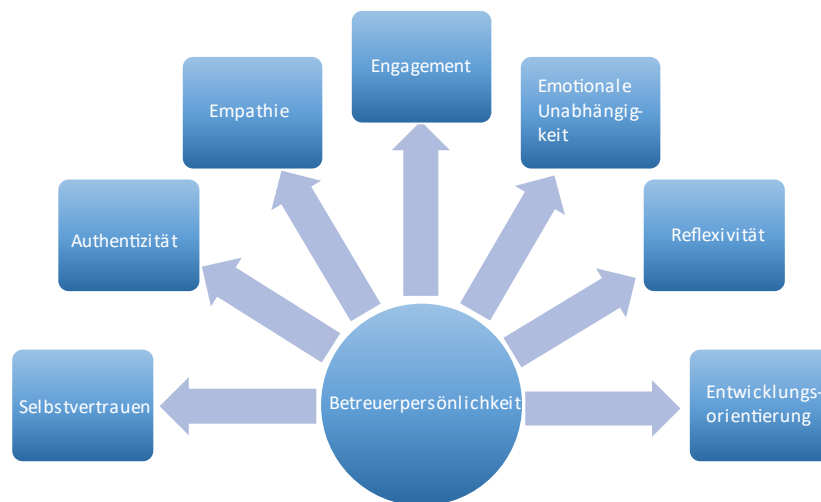 Engagement
Empathie
Emotionale
Unabhängig-
keit
Authentizität
Reflexivität
Selbstvertrauen
Betreuerpersönlichkeit
Entwicklungs-
orientierung